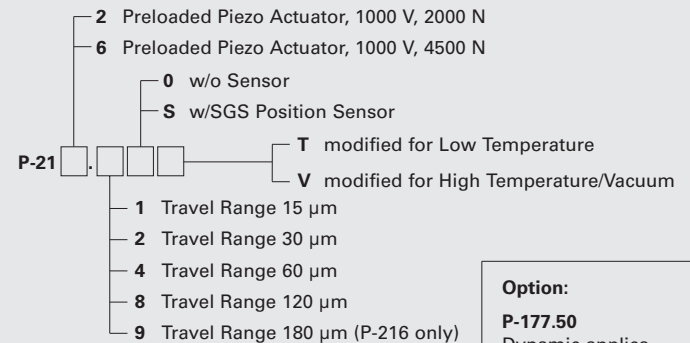 2 Preloaded Piezo Actuator, 1000 V, 2000 N
6 Preloaded Piezo Actuator, 1000 V, 4500 N
0 w/o Sensor
S w/SGS Position Sensor
T modified for Low Temperature
P-21 .
V modified for High Temperature/Vacuum
1 Travel Range 15 µm
2 Travel Range 30 µm
4 Travel Range 60 µm
8 Travel Range 120 µm
9 Travel Range 180 µm (P-216 only)
Option:
P-177.50
Dynamic applica-